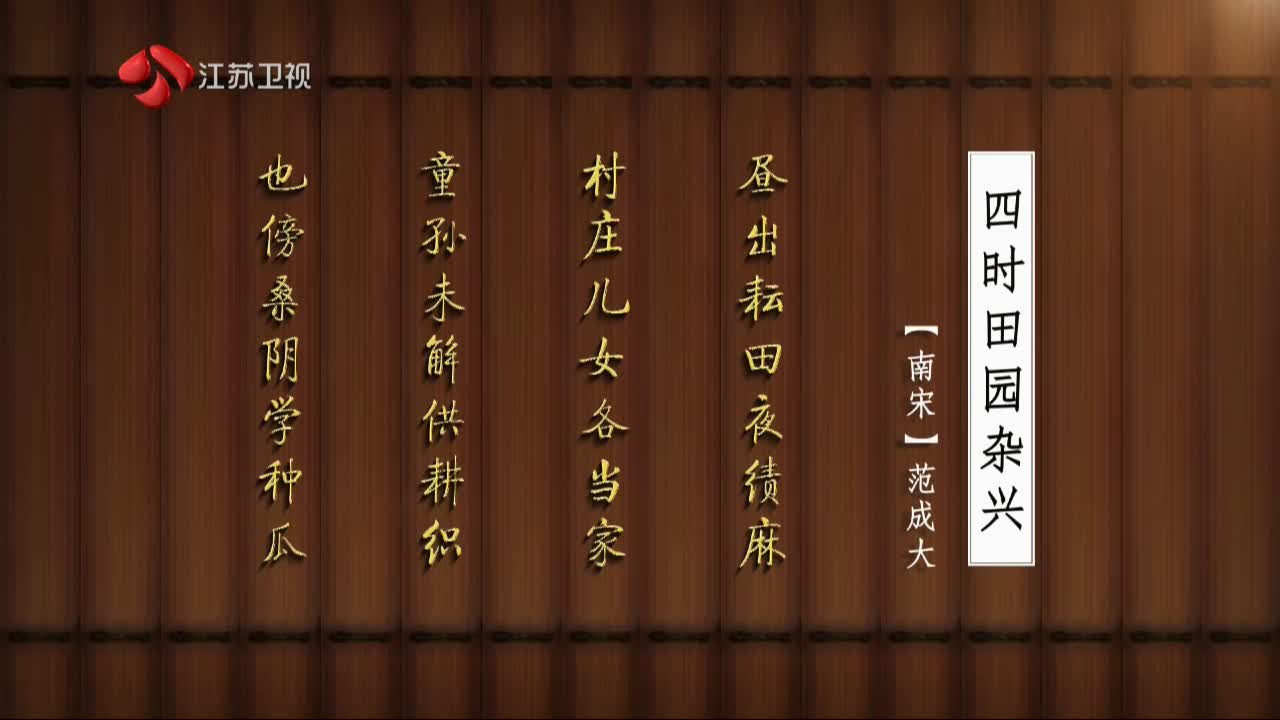 江苏卫视
四时田园杂兴
【南宋】范成大
昼出耘田夜绩麻
村庄儿女各当家
童孙未解供耕织
也傍桑阴学种瓜